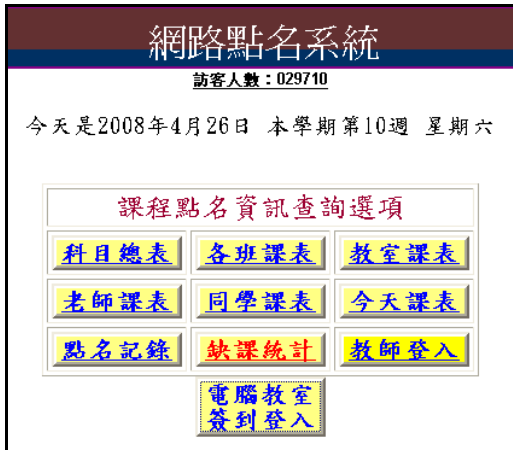 網路點名系統
訪客人數：029710
今天是2008年4月26日 本學期第10週 星期六
課程點名資訊查詢選項
科目總表 各班課表 教室課表
老師課表 同學課表 今天課表
點名記錄 缺課統計 教師登入
電腦教室
簽到登入